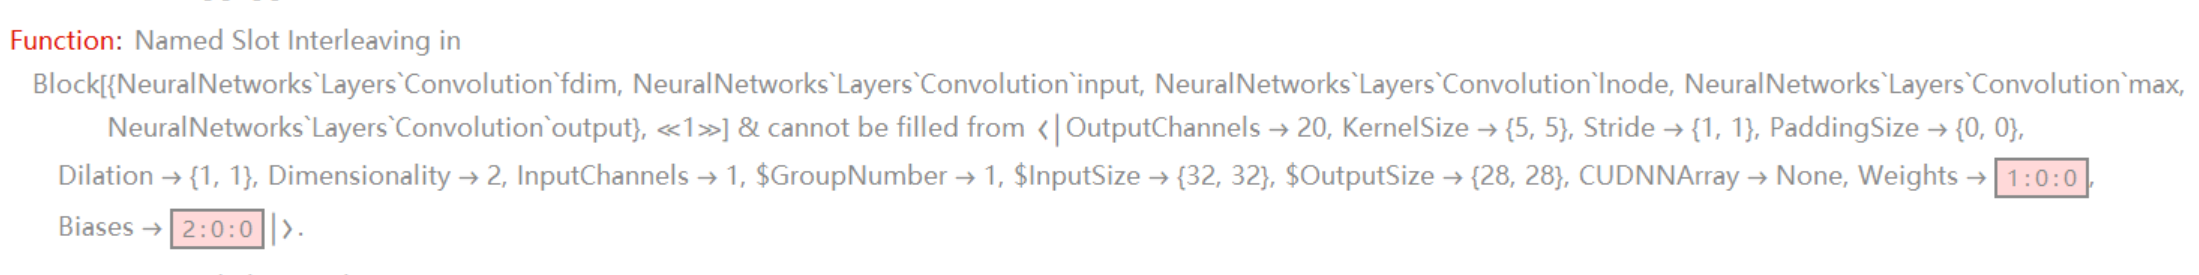 Function: Named Slot Interleaving in
Block[{NeuralNetworks`Layers`Convolution`fdim, NeuralNetworks`Layers`Convolution`input, NeuralNetworks`Layers`Convolution`lnode, NeuralNetworks`Layers`Convolution`max,
NeuralNetworks`Layers`Convolution`output}, ≪1≫] & cannot be filled from <|OutputChannels → 20, KernelSize → {5, 5}, Stride → {1, 1}, PaddingSize → {0, 0},
Dilation → {1, 1}, Dimensionality → 2, InputChannels → 1, $GroupNumber → 1, $InputSize → {32, 32}, $OutputSize → {28, 28}, CUDNNArray → None, Weights → 1:0:0,
Biases → 2:0:0 |>.